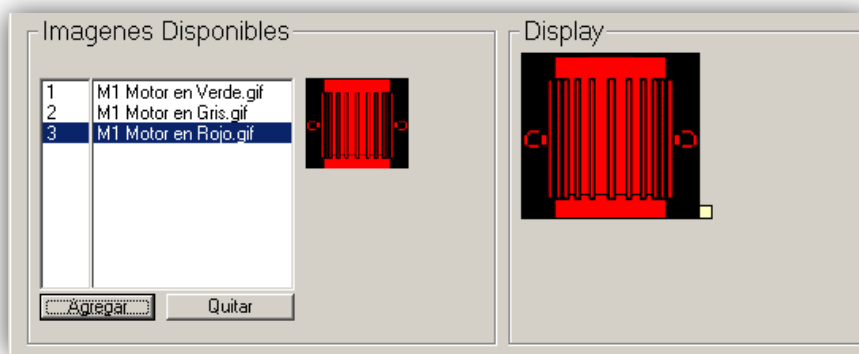 Imagenes Disponibles
Display
1 M1 Motor en Verde.gif
2 M1 Motor en Gris.gif
3 M1 Motor en Rojo.gif
Agregar Quitar